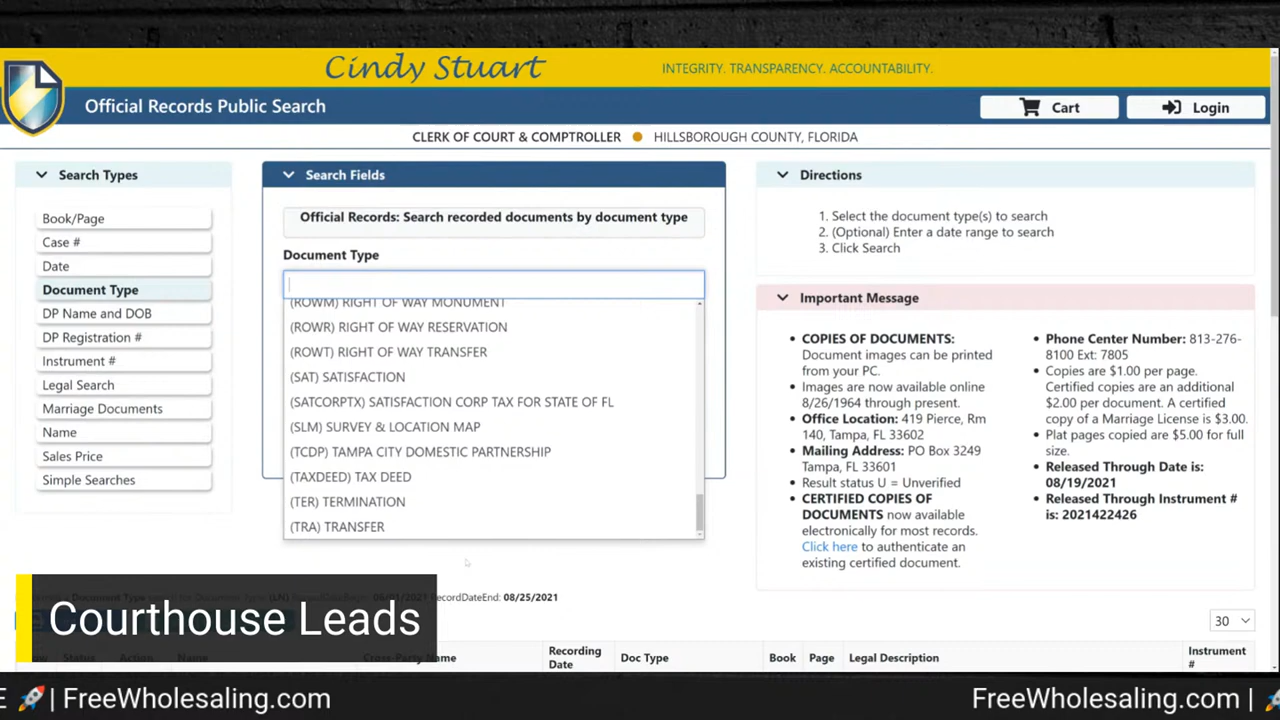 Cindy Stuart
INTEGRITY. TRANSPARENCY. ACCOUNTABILITY.
Official Records Public Search
Cart
Login
CLERK OF COURT & COMPTROLLER
HILLSBOROUGH COUNTY, FLORIDA
Search Types
Book/Page
Case #
Date
Document Type
DP Name and DOB
DP Registration #
Instrument #
Legal Search
Marriage Documents
Name
Sales Price
Simple Searches
Search Fields
Official Records: Search recorded documents by document type
Document Type
(ROWM) RIGHT OF WAY MONUMENT
(ROWR) RIGHT OF WAY RESERVATION
(ROWT) RIGHT OF WAY TRANSFER
(SAT) SATISFACTION
(SATCORPTX) SATISFACTION CORP TAX FOR STATE OF FL
(SLM) SURVEY & LOCATION MAP
(TCDP) TAMPA CITY DOMESTIC PARTNERSHIP
(TAXDEED) TAX DEED
(TER) TERMINATION
(TRA) TRANSFER
Directions
1. Select the document type(s) to search
2. (Optional) Enter a date range to search
3. Click Search
Important Message
• COPIES OF DOCUMENTS:
Document images can be printed
from your PC.
• Images are now available online
8/26/1964 through present.
• Office Location: 419 Pierce, Rm
140, Tampa, FL 33602
• Mailing Address: PO Box 3249
Tampa, FL 33601
• Result status U = Unverified
• CERTIFIED COPIES OF
DOCUMENTS now available
electronically for most records.
Click here to authenticate an
existing certified document.
• Phone Center Number: 813-276-
8100 Ext: 7805
• Copies are $1.00 per page.
Certified copies are an additional
$2.00 per document. A certified
copy of a Marriage License is $3.00.
• Plat pages copied are $5.00 for full
size.
• Released Through Date is:
08/19/2021
• Released Through Instrument #
is: 2021422426
RecordDateEnd: 08/25/2021
30
Courthouse Leads
Name
Recording
Date
Doc Type
Book
Page
Legal Description
Instrument
#
E 🚀 | FreeWholesaling.com
FreeWholesaling.com |